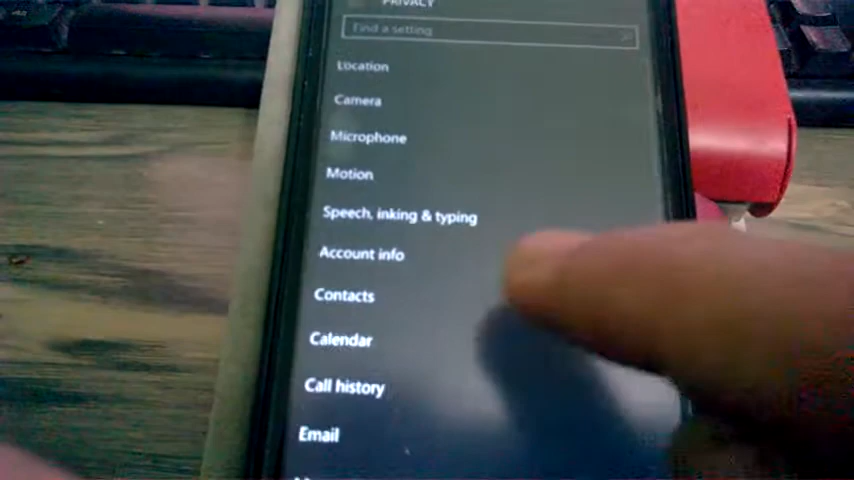 PRIVACY
Find a setting
Location
Camera
Microphone
Motion
Speech, inking & typing
Account info
Contacts
Calendar
Call history
Email